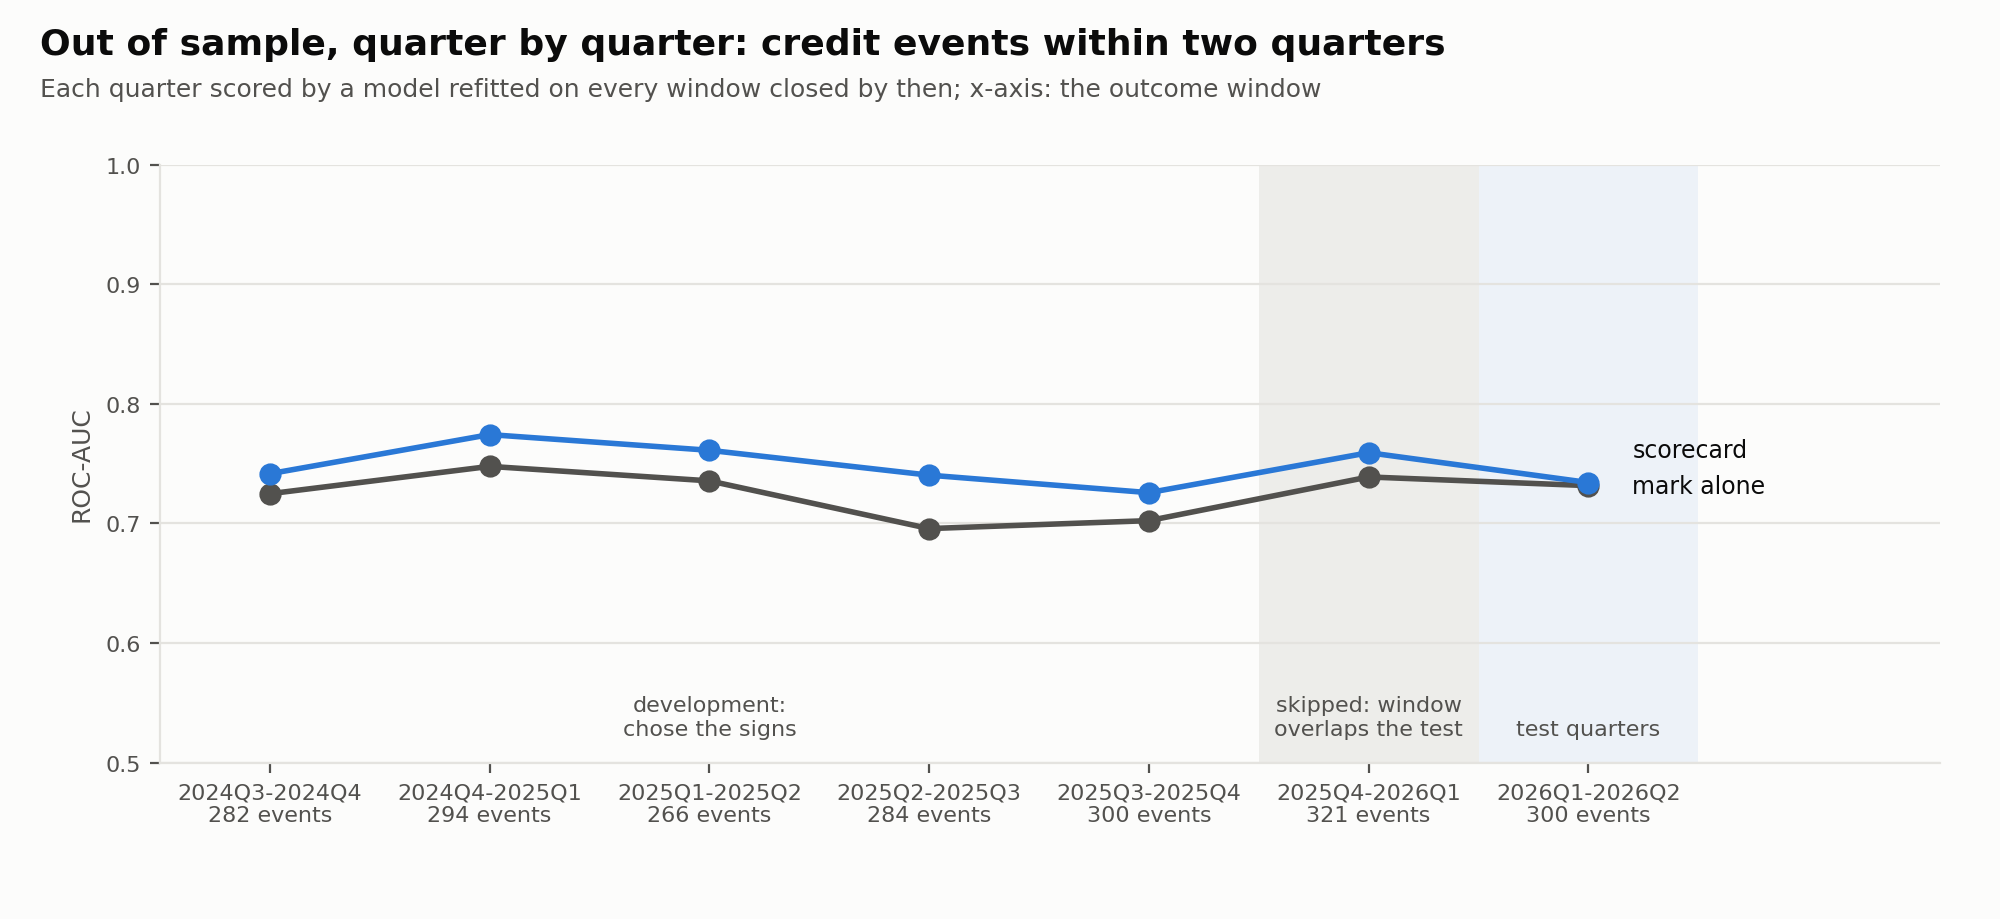 Out of sample, quarter by quarter: credit events within two quarters
Each quarter scored by a model refitted on every window closed by then; x-axis: the outcome window
ROC-AUC
1.0
0.9
0.8
0.7
0.6
0.5
scorecard
mark alone
development:
chose the signs
skipped: window
overlaps the test
test quarters
2024Q3-2024Q4
282 events
2024Q4-2025Q1
294 events
2025Q1-2025Q2
266 events
2025Q2-2025Q3
284 events
2025Q3-2025Q4
300 events
2025Q4-2026Q1
321 events
2026Q1-2026Q2
300 events